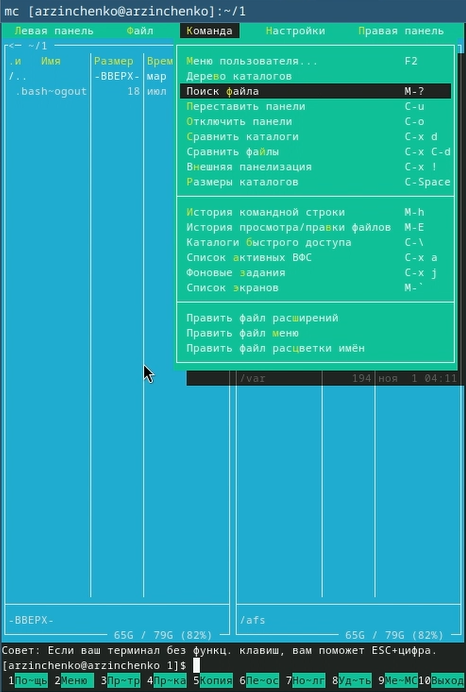 mc [arzinchenko@arzinchenko]:~/1
Левая панель Файл Команда Настройки Правая панель
<— ~/1
.и Имя Размер Врем
/.. -ВВЕРХ- мар
.bash~ogout 18 июл
Меню пользователя... F2
Дерево каталогов
Поиск файла M-?
Переставить панели C-u
Отключить панели C-o
Сравнить каталоги C-x d
Сравнить файлы C-x C-d
Внешняя панелизация C-x !
Размеры каталогов C-Space
История командной строки M-h
История просмотра/правки файлов M-E
Каталоги быстрого доступа C-\
Список активных ВФС C-x a
Фоновые задания C-x j
Список экранов M-`
Править файл расширений
Править файл меню
Править файл расцветки имён
/var 194 ноя 1 04:11
-ВВЕРХ- /afs
65G / 79G (82%) 65G / 79G (82%)
Совет: Если ваш терминал без функц. клавиш, вам поможет ESC+цифра.
[arzinchenko@arzinchenko 1]$
1По~щь 2Меню 3Пр~тр 4Пр~ка 5Копия 6Пе~ос 7Но~лг 8Уд~ть 9Ме~МС 10Выход